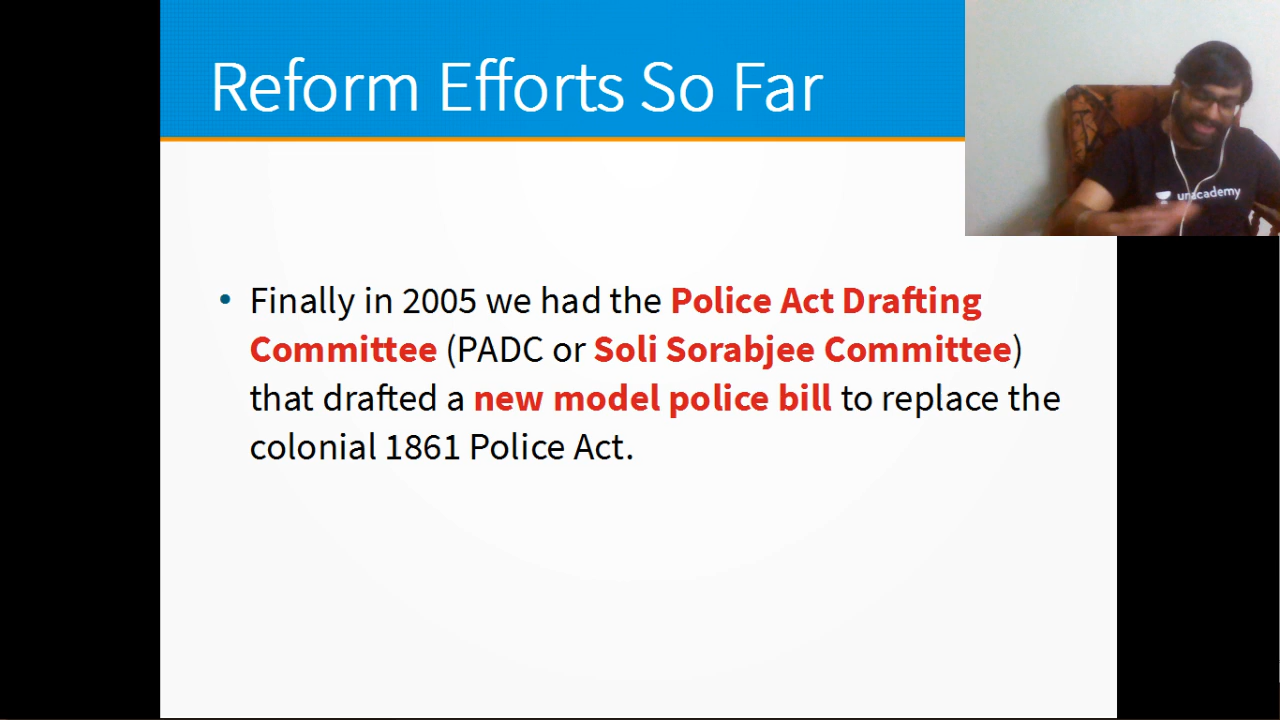 Reform Efforts So Far
unacademy
• Finally in 2005 we had the Police Act Drafting
Committee (PADC or Soli Sorabjee Committee)
that drafted a new model police bill to replace the
colonial 1861 Police Act.